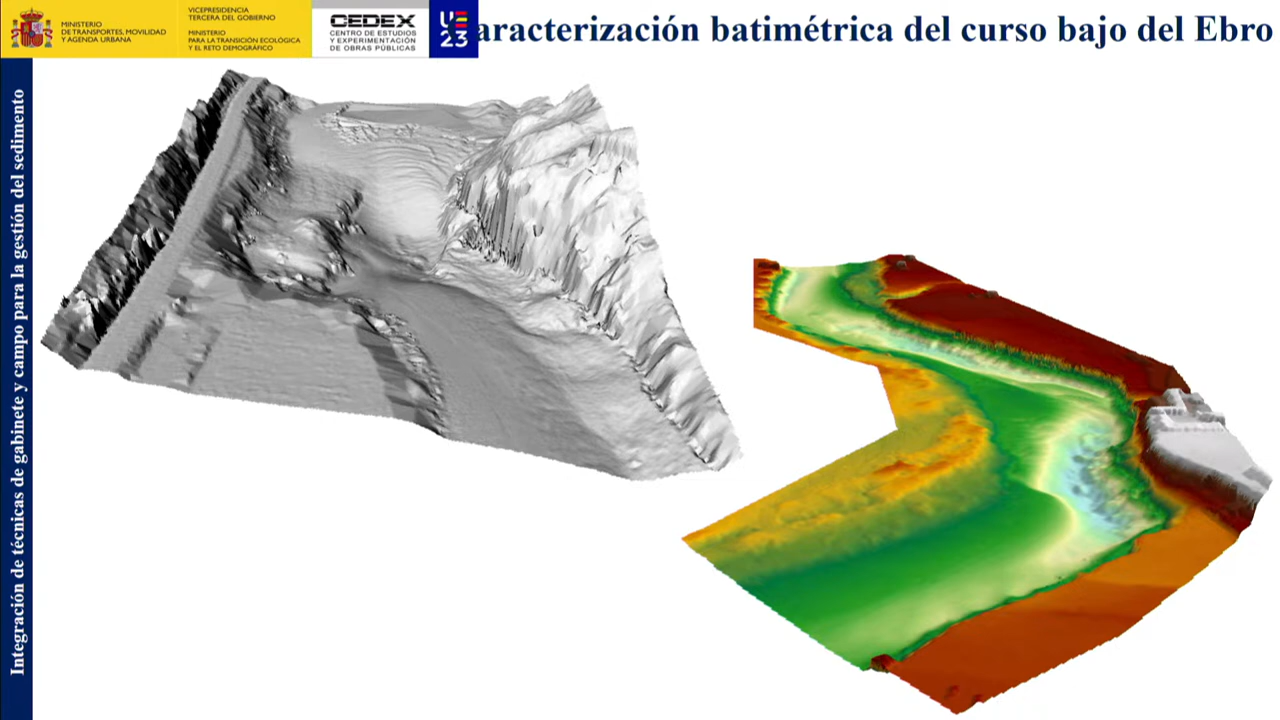 MINISTERIO
DE TRANSPORTES, MOVILIDAD
Y AGENDA URBANA
VICEPRESIDENCIA
TERCERA DEL GOBIERNO
MINISTERIO
PARA LA TRANSICIÓN ECOLÓGICA
Y EL RETO DEMOGRÁFICO
CEDEX
CENTRO DE ESTUDIOS
Y EXPERIMENTACIÓN
DE OBRAS PÚBLICAS
UE
23
aracterización batimétrica del curso bajo del Ebro
Integración de técnicas de gabinete y campo para la gestión del sedimento